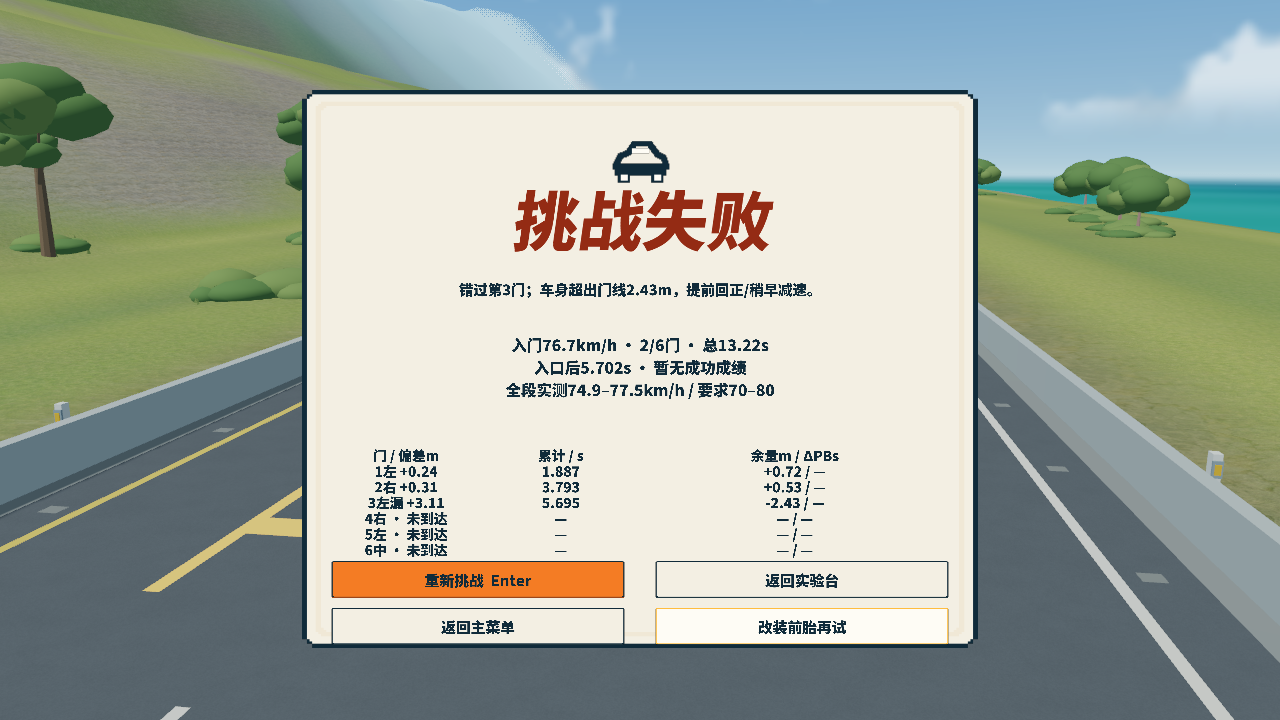 挑战失败
错过第3门；车身超出门线2.43m，提前回正/稍早减速。
入门76.7km/h · 2/6门 · 总13.22s
入口后5.702s · 暂无成功成绩
全段实测74.9–77.5km/h / 要求70–80
门 / 偏差m 累计 / s 余量m / ΔPBs
1左 +0.24 1.887 +0.72 / —
2右 +0.31 3.793 +0.53 / —
3左漏 +3.11 5.695 -2.43 / —
4右 · 未到达 — — / —
5左 · 未到达 — — / —
6中 · 未到达 — — / —
重新挑战 Enter 返回实验台
返回主菜单 改装前胎再试